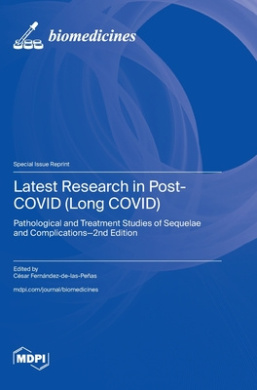 biomedicines
Special Issue Reprint
Latest Research in Post-
COVID (Long COVID)
Pathological and Treatment Studies of Sequelae
and Complications—2nd Edition
Edited by
César Fernández-de-las-Peñas
mdpi.com/journal/biomedicines
MDPI